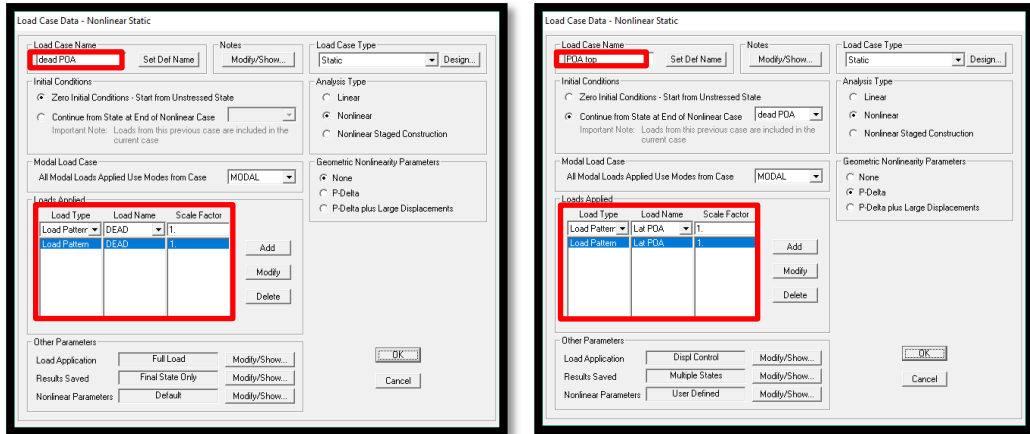 Load Case Data - Nonlinear Static
Load Case Name
dead POA
Set Def Name
Notes
Modify/Show...
Load Case Type
Static
Design...
Initial Conditions
Zero Initial Conditions - Start from Unstressed State
Continue from State at End of Nonlinear Case
Important Note: Loads from this previous case are included in the
current case
Analysis Type
Linear
Nonlinear
Nonlinear Staged Construction
Modal Load Case
All Modal Loads Applied Use Modes from Case
MODAL
Geometric Nonlinearity Parameters
None
P-Delta
P-Delta plus Large Displacements
Loads Applied
Load Type Load Name Scale Factor
Load Pattern DEAD 1.
Load Pattern DEAD 1.
Add
Modify
Delete
Other Parameters
Load Application Full Load Modify/Show...
Results Saved Final State Only Modify/Show...
Nonlinear Parameters Default Modify/Show...
OK
Cancel
Load Case Data - Nonlinear Static
Load Case Name
POA top
Set Def Name
Notes
Modify/Show...
Load Case Type
Static
Design...
Initial Conditions
Zero Initial Conditions - Start from Unstressed State
Continue from State at End of Nonlinear Case dead POA
Important Note: Loads from this previous case are included in the
current case
Analysis Type
Linear
Nonlinear
Nonlinear Staged Construction
Modal Load Case
All Modal Loads Applied Use Modes from Case
MODAL
Geometric Nonlinearity Parameters
None
P-Delta
P-Delta plus Large Displacements
Loads Applied
Load Type Load Name Scale Factor
Load Pattern Lat POA 1.
Load Pattern Lat POA 1.
Add
Modify
Delete
Other Parameters
Load Application Displ Control Modify/Show...
Results Saved Multiple States Modify/Show...
Nonlinear Parameters User Defined Modify/Show...
OK
Cancel